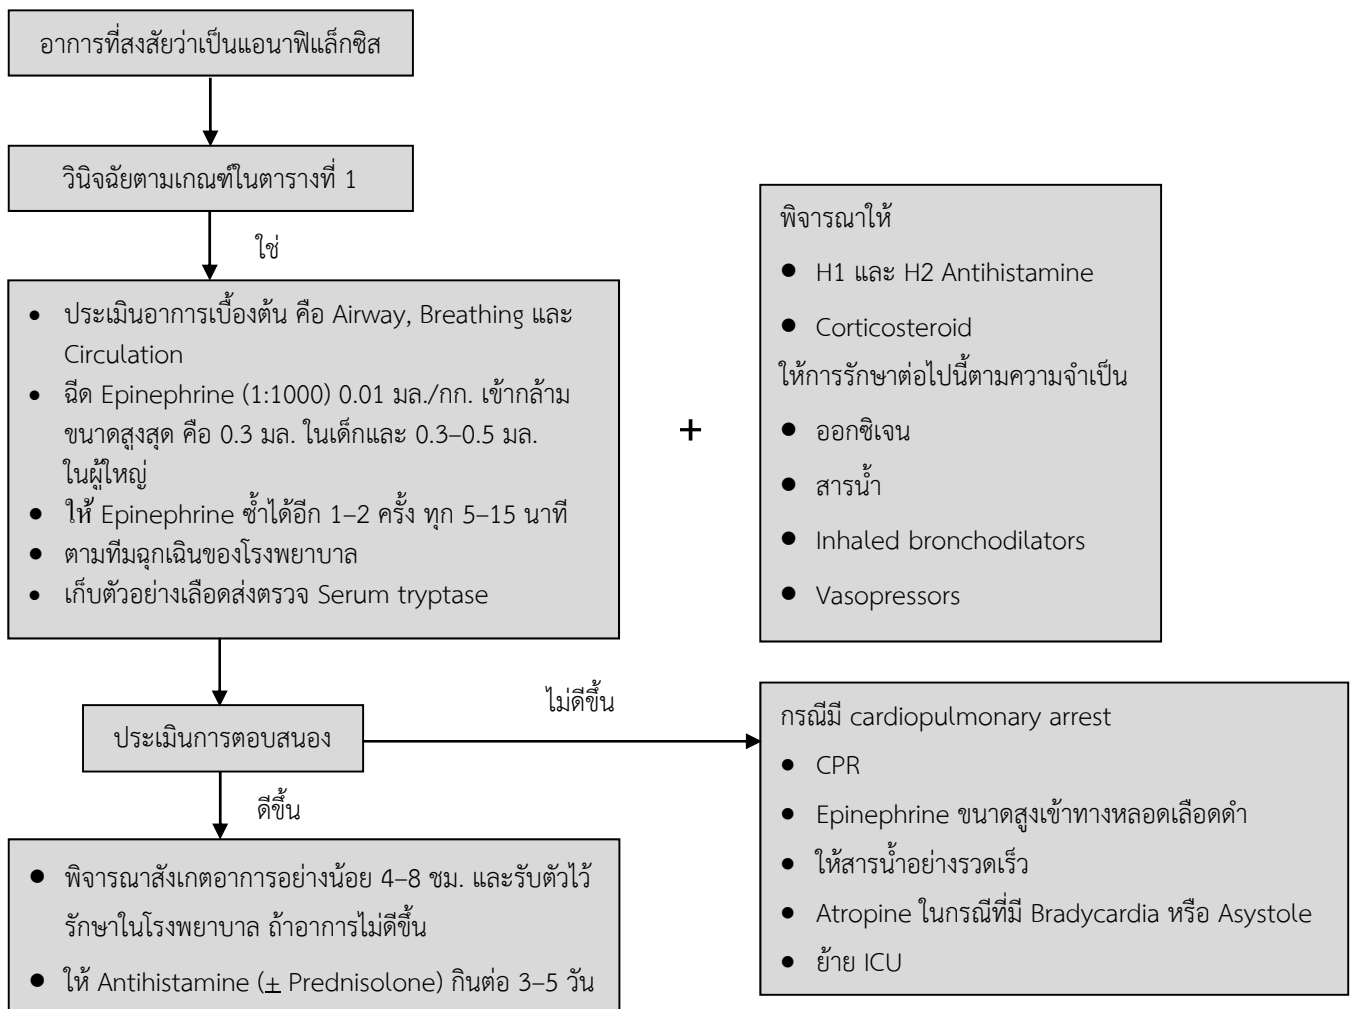 อาการที่สงสัยว่าเป็นแอนาฟิแล็กซิส
วินิจฉัยตามเกณฑ์ในตารางที่ 1
ใช่
• ประเมินอาการเบื้องต้น คือ Airway, Breathing และ
Circulation
• ฉีด Epinephrine (1:1000) 0.01 มล./กก. เข้ากล้าม
ขนาดสูงสุด คือ 0.3 มล. ในเด็กและ 0.3–0.5 มล.
ในผู้ใหญ่
• ให้ Epinephrine ซ้ำได้อีก 1–2 ครั้ง ทุก 5–15 นาที
• ตามทีมฉุกเฉินของโรงพยาบาล
• เก็บตัวอย่างเลือดส่งตรวจ Serum tryptase
+
พิจารณาให้
• H1 และ H2 Antihistamine
• Corticosteroid
ให้การรักษาต่อไปนี้ตามความจำเป็น
• ออกซิเจน
• สารน้ำ
• Inhaled bronchodilators
• Vasopressors
ประเมินการตอบสนอง
ไม่ดีขึ้น
กรณีมี cardiopulmonary arrest
• CPR
• Epinephrine ขนาดสูงเข้าทางหลอดเลือดดำ
• ให้สารน้ำอย่างรวดเร็ว
• Atropine ในกรณีที่มี Bradycardia หรือ Asystole
• ย้าย ICU
ดีขึ้น
• พิจารณาสังเกตอาการอย่างน้อย 4–8 ชม. และรับตัวไว้
รักษาในโรงพยาบาล ถ้าอาการไม่ดีขึ้น
• ให้ Antihistamine (± Prednisolone) กินต่อ 3–5 วัน